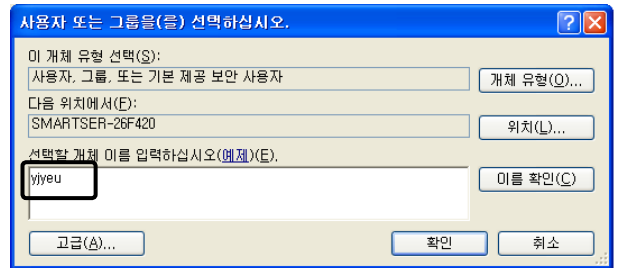 사용자 또는 그룹을(를) 선택하십시오.
이 개체 유형 선택(S):
사용자, 그룹, 또는 기본 제공 보안 사용자
개체 유형(O)...
다음 위치에서(F):
SMARTSER-26F420
위치(L)...
선택할 개체 이름 입력하십시오(예제)(E).
yjyeu
이름 확인(C)
고급(A)...
확인
취소